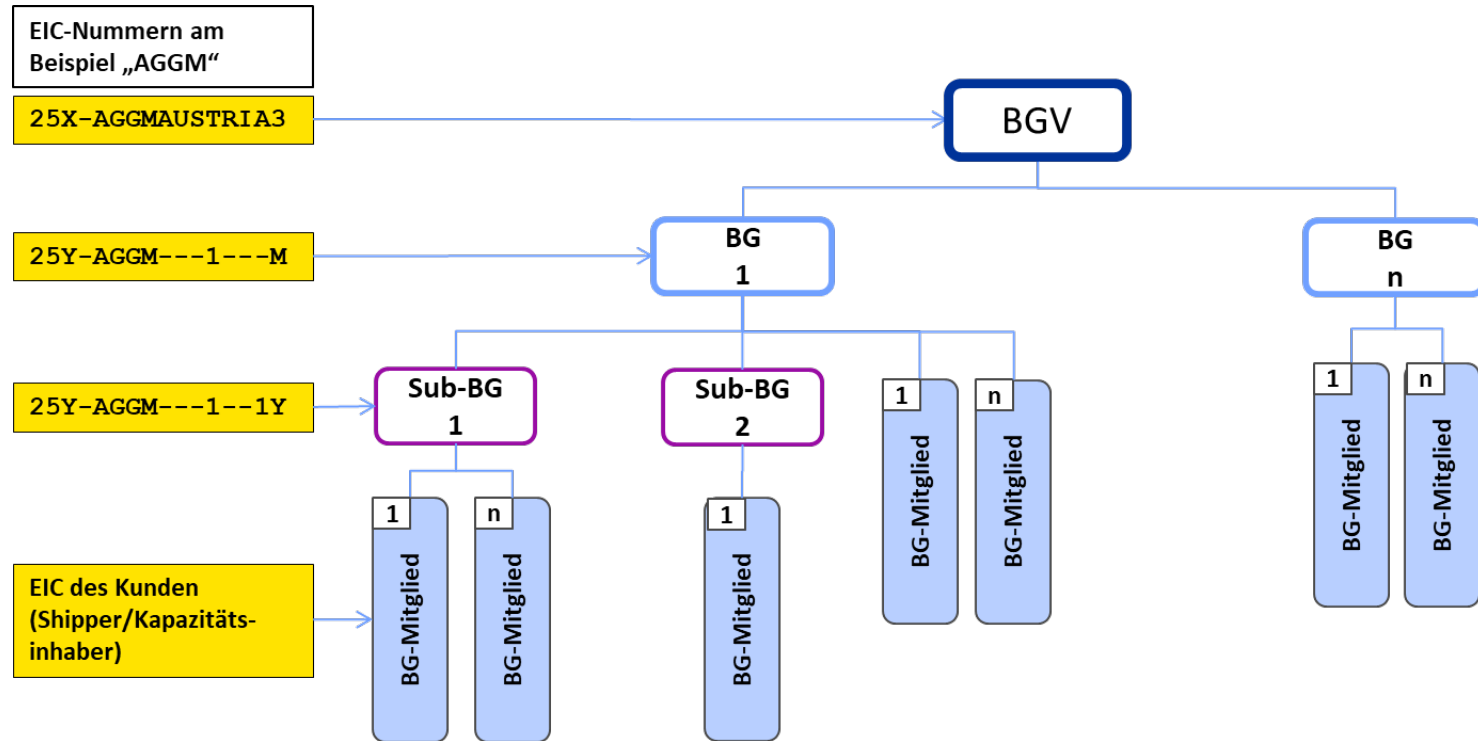 EIC-Nummern am
Beispiel „AGGM“
25X-AGGMAUSTRIA3
BGV
25Y-AGGM---1---M
BG
1
BG
n
25Y-AGGM---1--1Y
Sub-BG
1
Sub-BG
2
1
BG-Mitglied
n
BG-Mitglied
1
BG-Mitglied
n
BG-Mitglied
EIC des Kunden
(Shipper/Kapazitäts-
inhaber)
1
BG-Mitglied
n
BG-Mitglied
1
BG-Mitglied